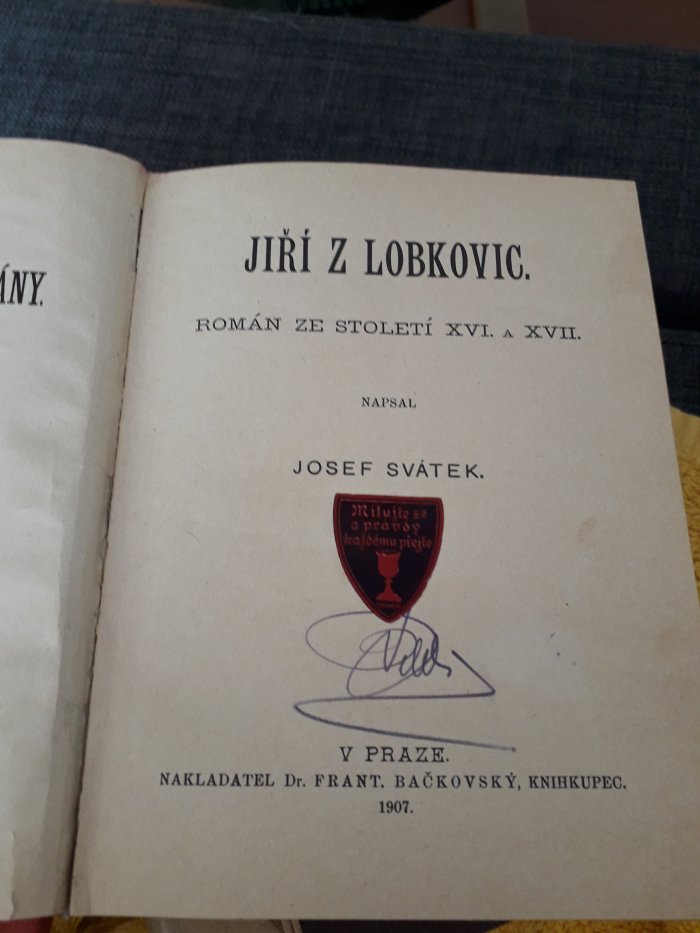 ÁNY.
JIŘÍ Z LOBKOVIC.
ROMÁN ZE STOLETÍ XVI. A XVII.
NAPSAL
JOSEF SVÁTEK.
Milujte se
a pravdy
každému přejte
V PRAZE.
NAKLADATEL Dr. FRANT. BAČKOVSKÝ, KNIHKUPEC.
1907.